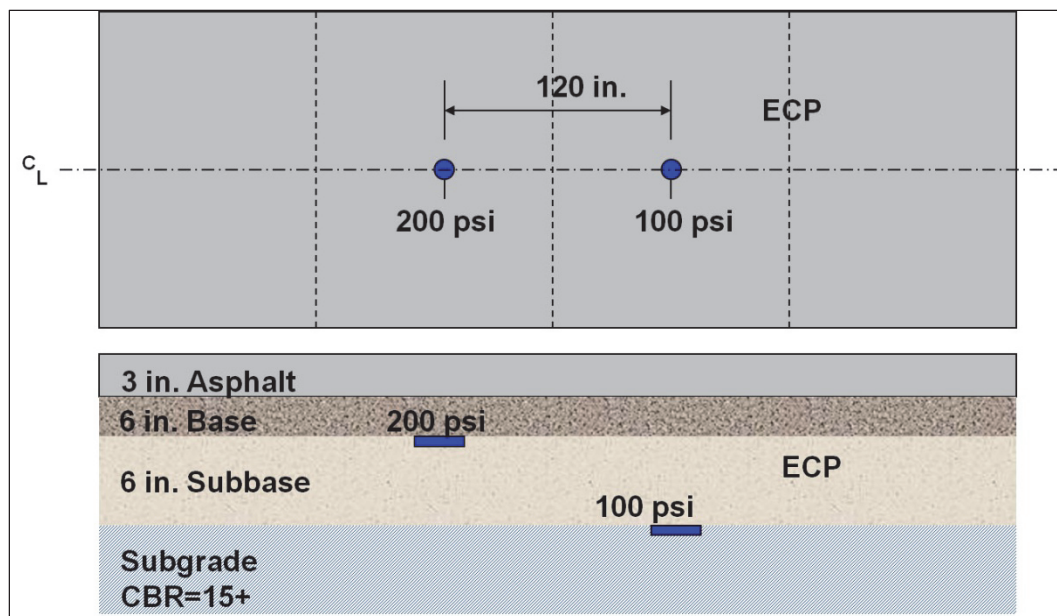 120 in.
ECP
C
L
200 psi
100 psi
3 in. Asphalt
6 in. Base
200 psi
6 in. Subbase
ECP
100 psi
Subgrade
CBR=15+